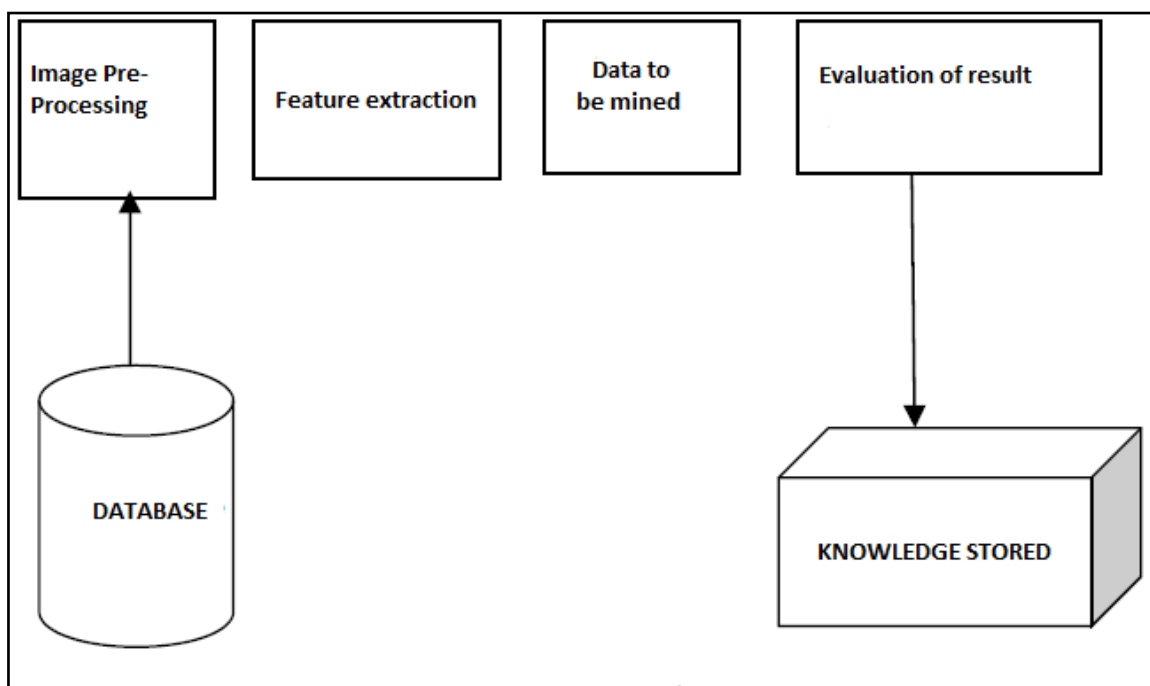 Image Pre-
Processing
Feature extraction
Data to
be mined
Evaluation of result
DATABASE
KNOWLEDGE STORED